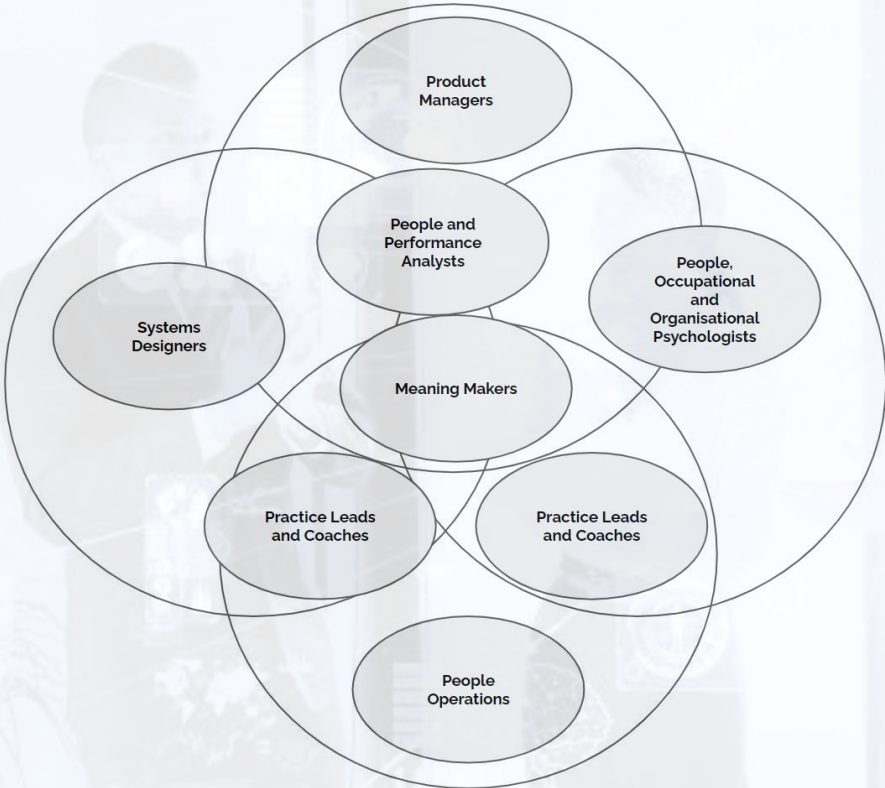 Product
Managers
People and
Performance
Analysts
People,
Occupational
and
Organisational
Psychologists
Systems
Designers
Meaning Makers
Practice Leads
and Coaches
Practice Leads
and Coaches
People
Operations